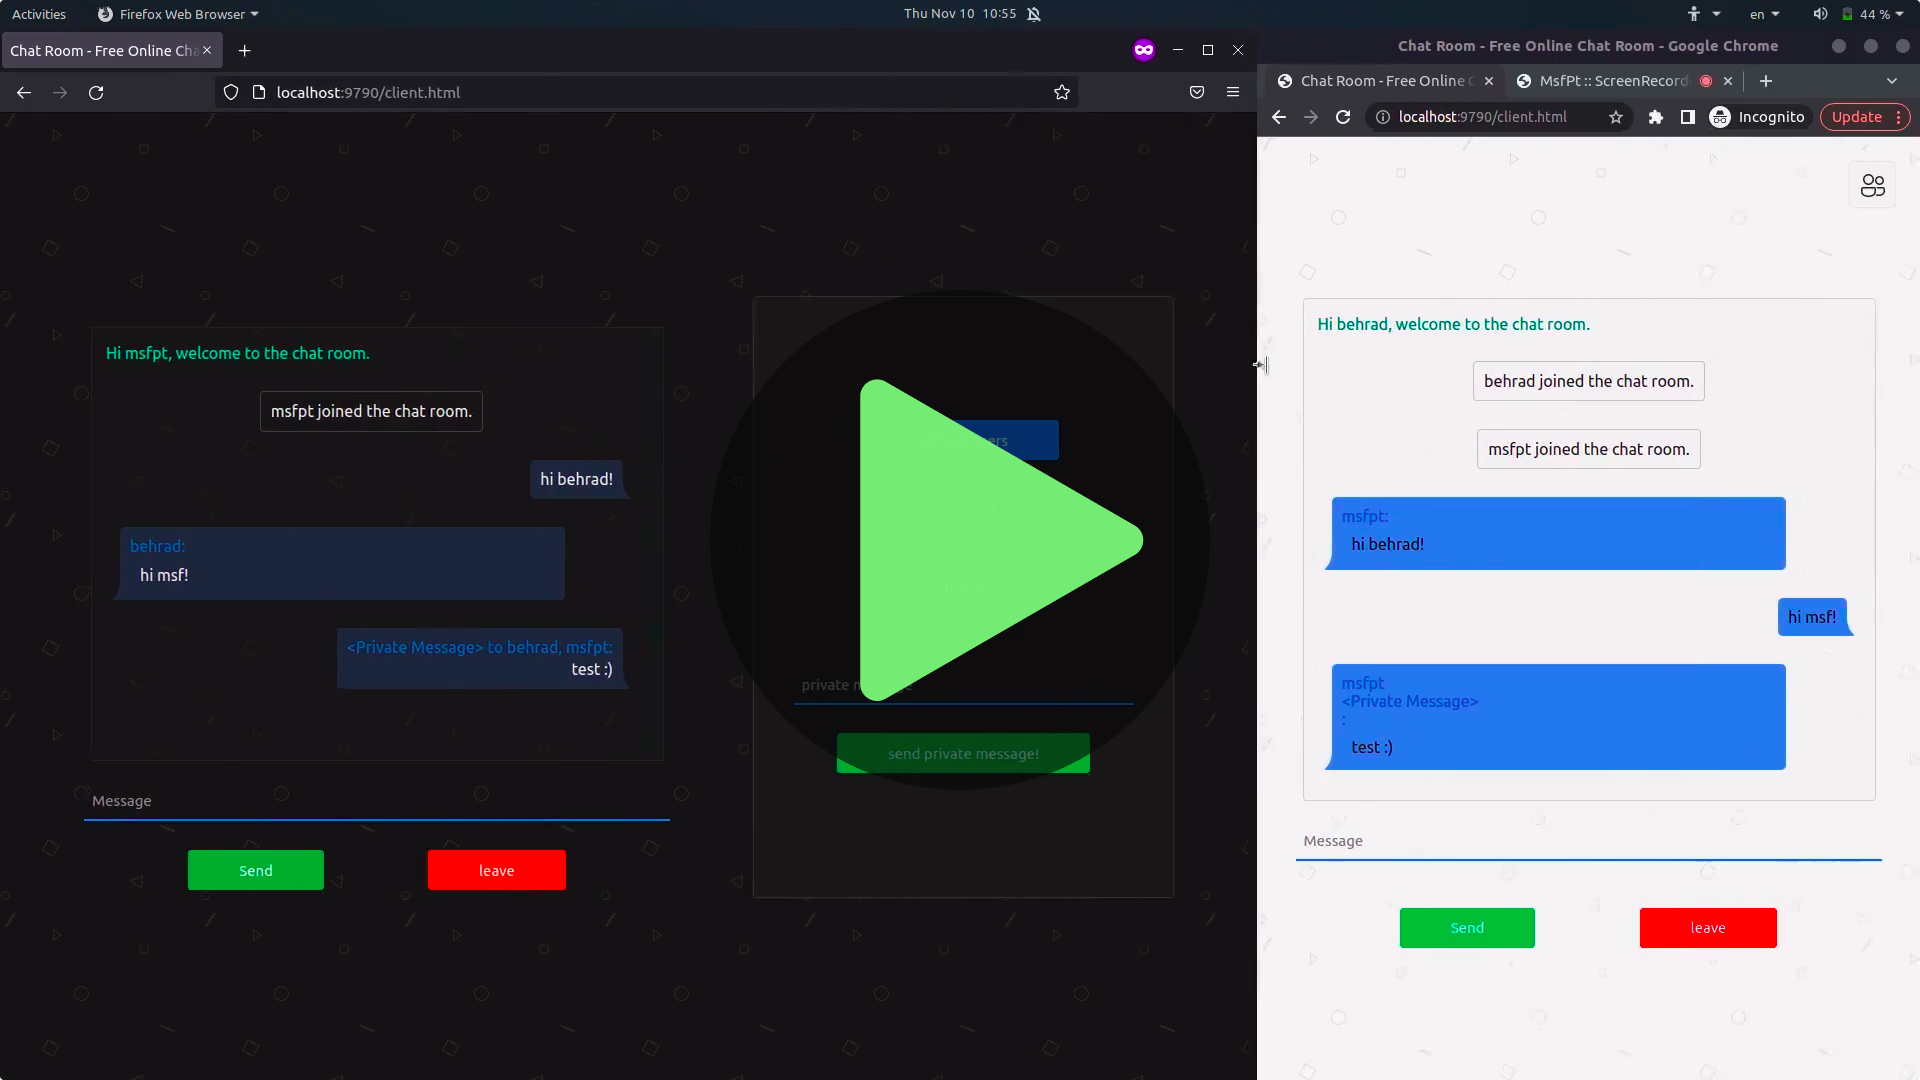 Activities
Firefox Web Browser
Thu Nov 10 10:55
en
44 %
Chat Room - Free Online Cha
localhost:9790/client.html
Hi msfpt, welcome to the chat room.
msfpt joined the chat room.
hi behrad!
behrad:
hi msf!
<Private Message> to behrad, msfpt:
test :)
Message
Send
leave
private
send private message!
Chat Room - Free Online Chat Room - Google Chrome
Chat Room - Free Online C
MsfPt :: ScreenRecord
localhost:9790/client.html
Incognito
Update
Hi behrad, welcome to the chat room.
behrad joined the chat room.
msfpt joined the chat room.
msfpt:
hi behrad!
hi msf!
msfpt
<Private Message>
:
test :)
Message
Send
leave